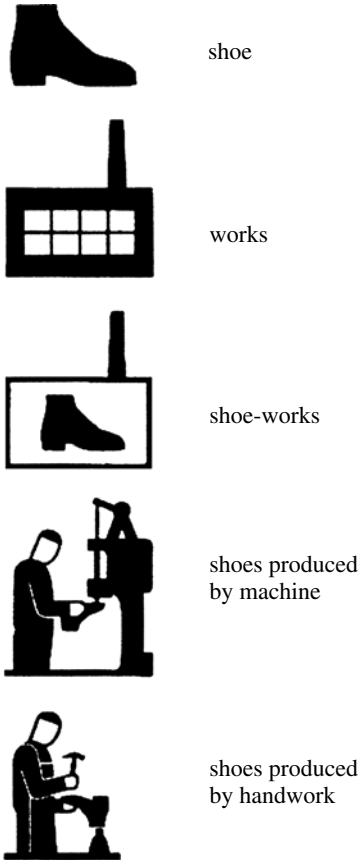 shoe
works
shoe-works
shoes produced
by machine
shoes produced
by handwork